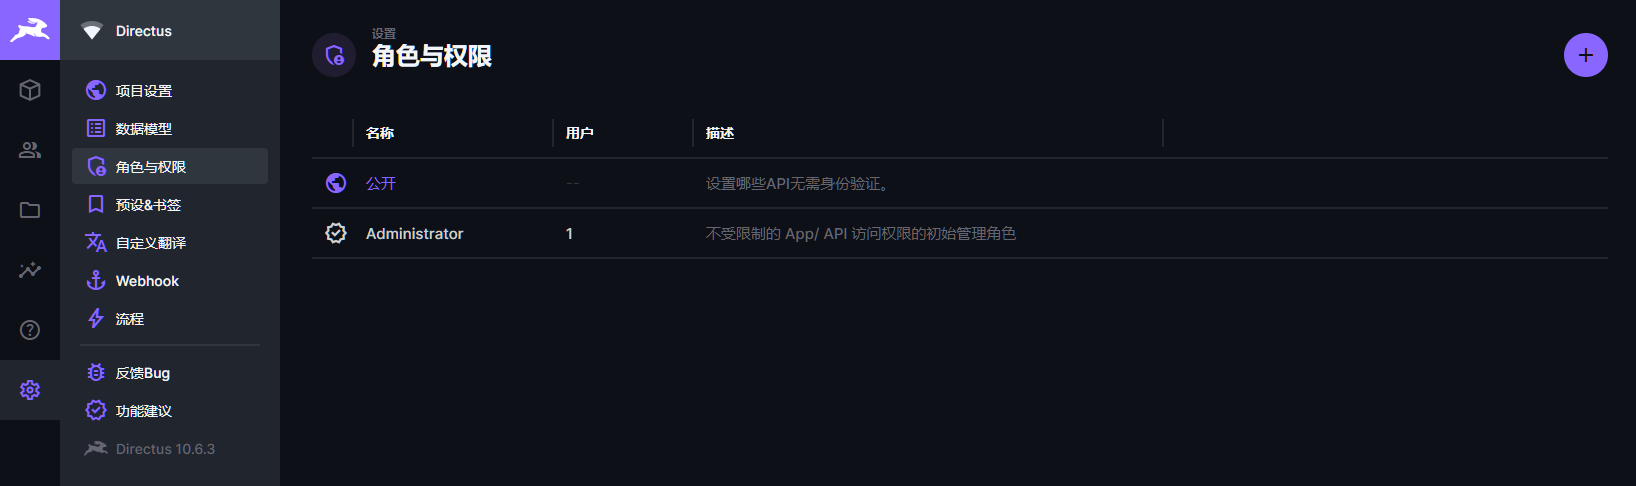 Directus
项目设置
数据模型
角色与权限
预设&书签
自定义翻译
Webhook
流程
反馈Bug
功能建议
Directus 10.6.3
设置
角色与权限
名称 用户 描述
公开 -- 设置哪些API无需身份验证。
Administrator 1 不受限制的 App/ API 访问权限的初始管理角色